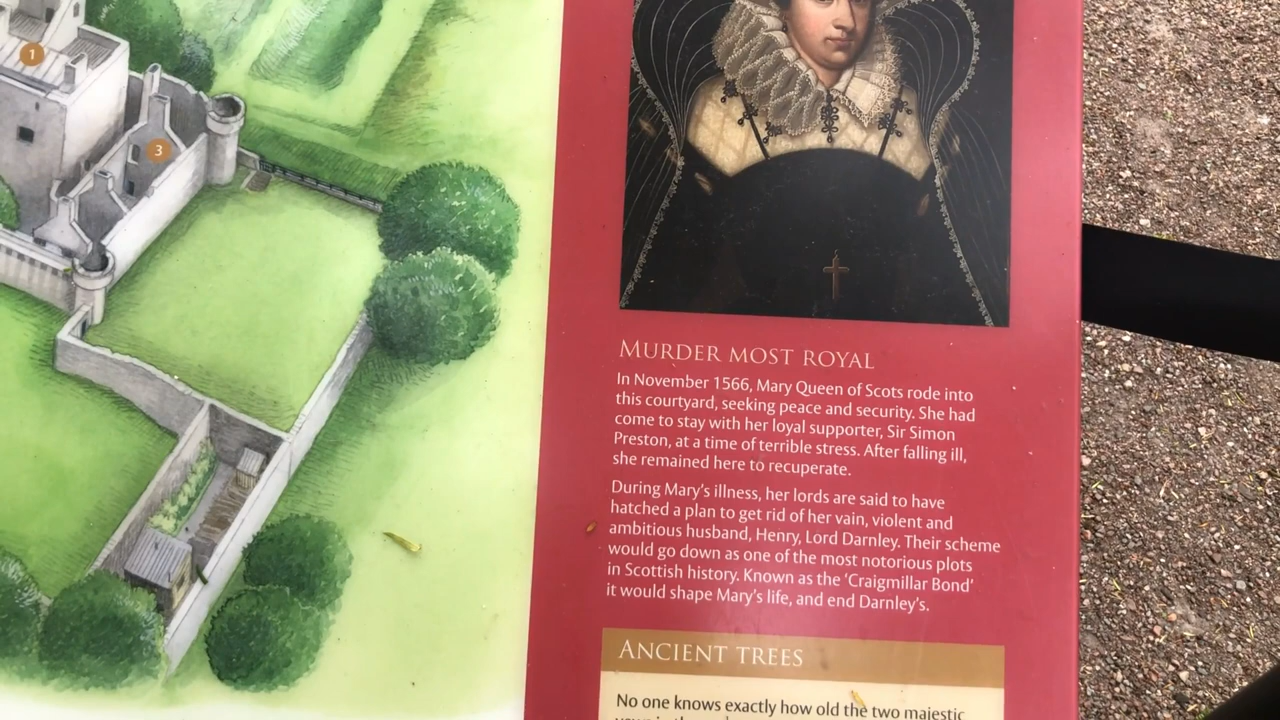 1
3
MURDER MOST ROYAL
In November 1566, Mary Queen of Scots rode into
this courtyard, seeking peace and security. She had
come to stay with her loyal supporter, Sir Simon
Preston, at a time of terrible stress. After falling ill,
she remained here to recuperate.
During Mary's illness, her lords are said to have
hatched a plan to get rid of her vain, violent and
ambitious husband, Henry, Lord Darnley. Their scheme
would go down as one of the most notorious plots
in Scottish history. Known as the 'Craigmillar Bond'
it would shape Mary's life, and end Darnley's.
ANCIENT TREES
No one knows exactly how old the two majestic